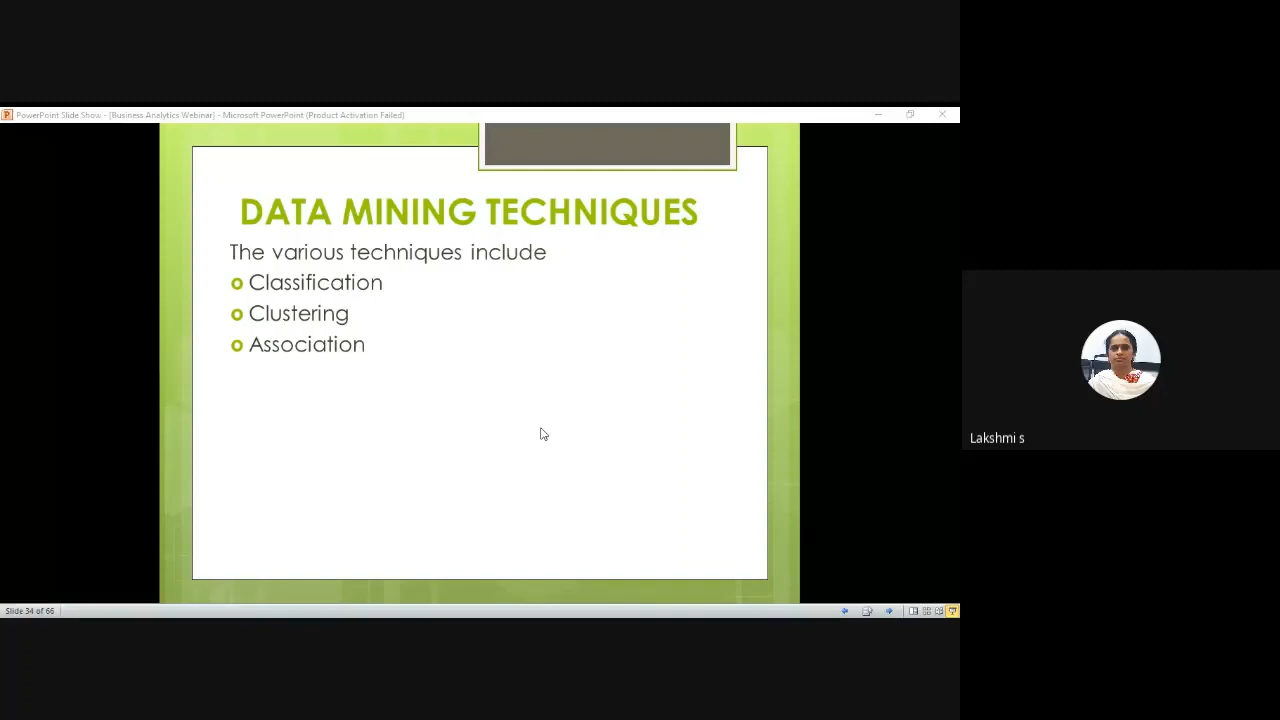 PowerPoint Slide Show - [Business Analytics Webinar] - Microsoft PowerPoint (Product Activation Failed)
DATA MINING TECHNIQUES
The various techniques include
o Classification
o Clustering
o Association
Lakshmi s
Slide 34 of 66